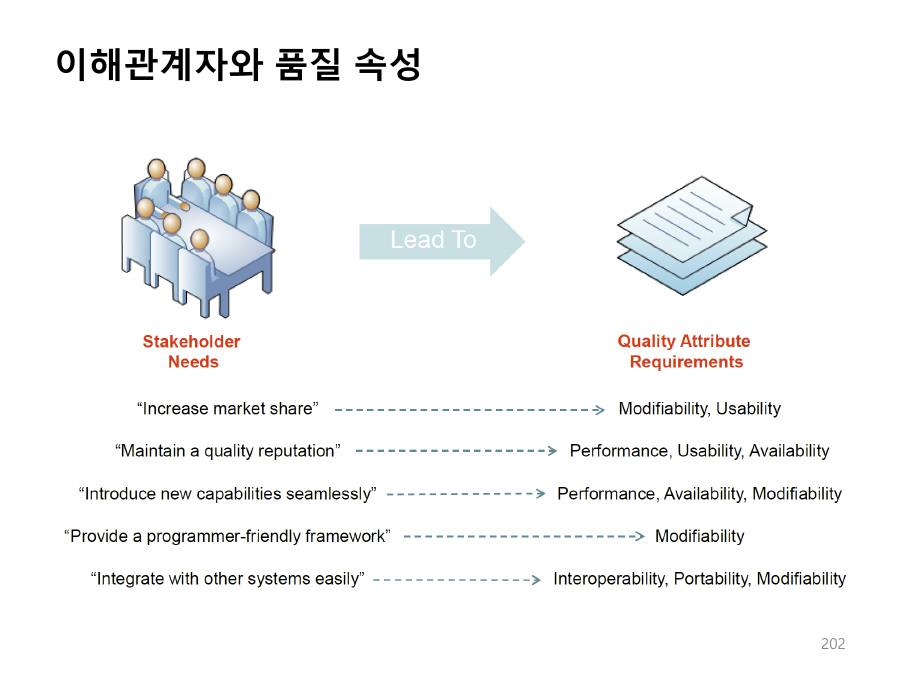 이해관계자와 품질 속성
Lead To
Stakeholder
Needs
Quality Attribute
Requirements
“Increase market share”
Modifiability, Usability
“Maintain a quality reputation”
Performance, Usability, Availability
“Introduce new capabilities seamlessly”
Performance, Availability, Modifiability
“Provide a programmer-friendly framework”
Modifiability
“Integrate with other systems easily”
Interoperability, Portability, Modifiability
202